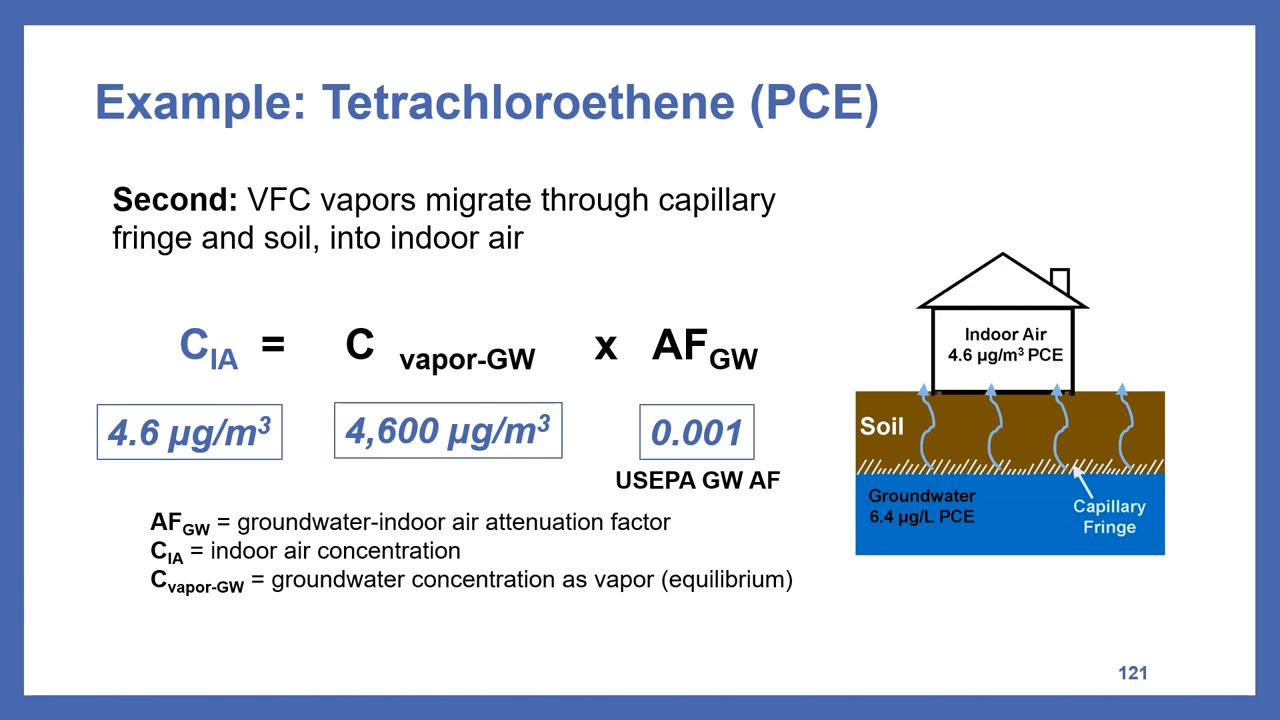 Example: Tetrachloroethene (PCE)
Second: VFC vapors migrate through capillary
fringe and soil, into indoor air
C_IA = C vapor-GW x AF_GW
4.6 µg/m³ 4,600 µg/m³ 0.001
USEPA GW AF
AF_GW = groundwater-indoor air attenuation factor
C_IA = indoor air concentration
C_vapor-GW = groundwater concentration as vapor (equilibrium)
Indoor Air
4.6 µg/m³ PCE
Soil
Groundwater
6.4 µg/L PCE
Capillary
Fringe
121